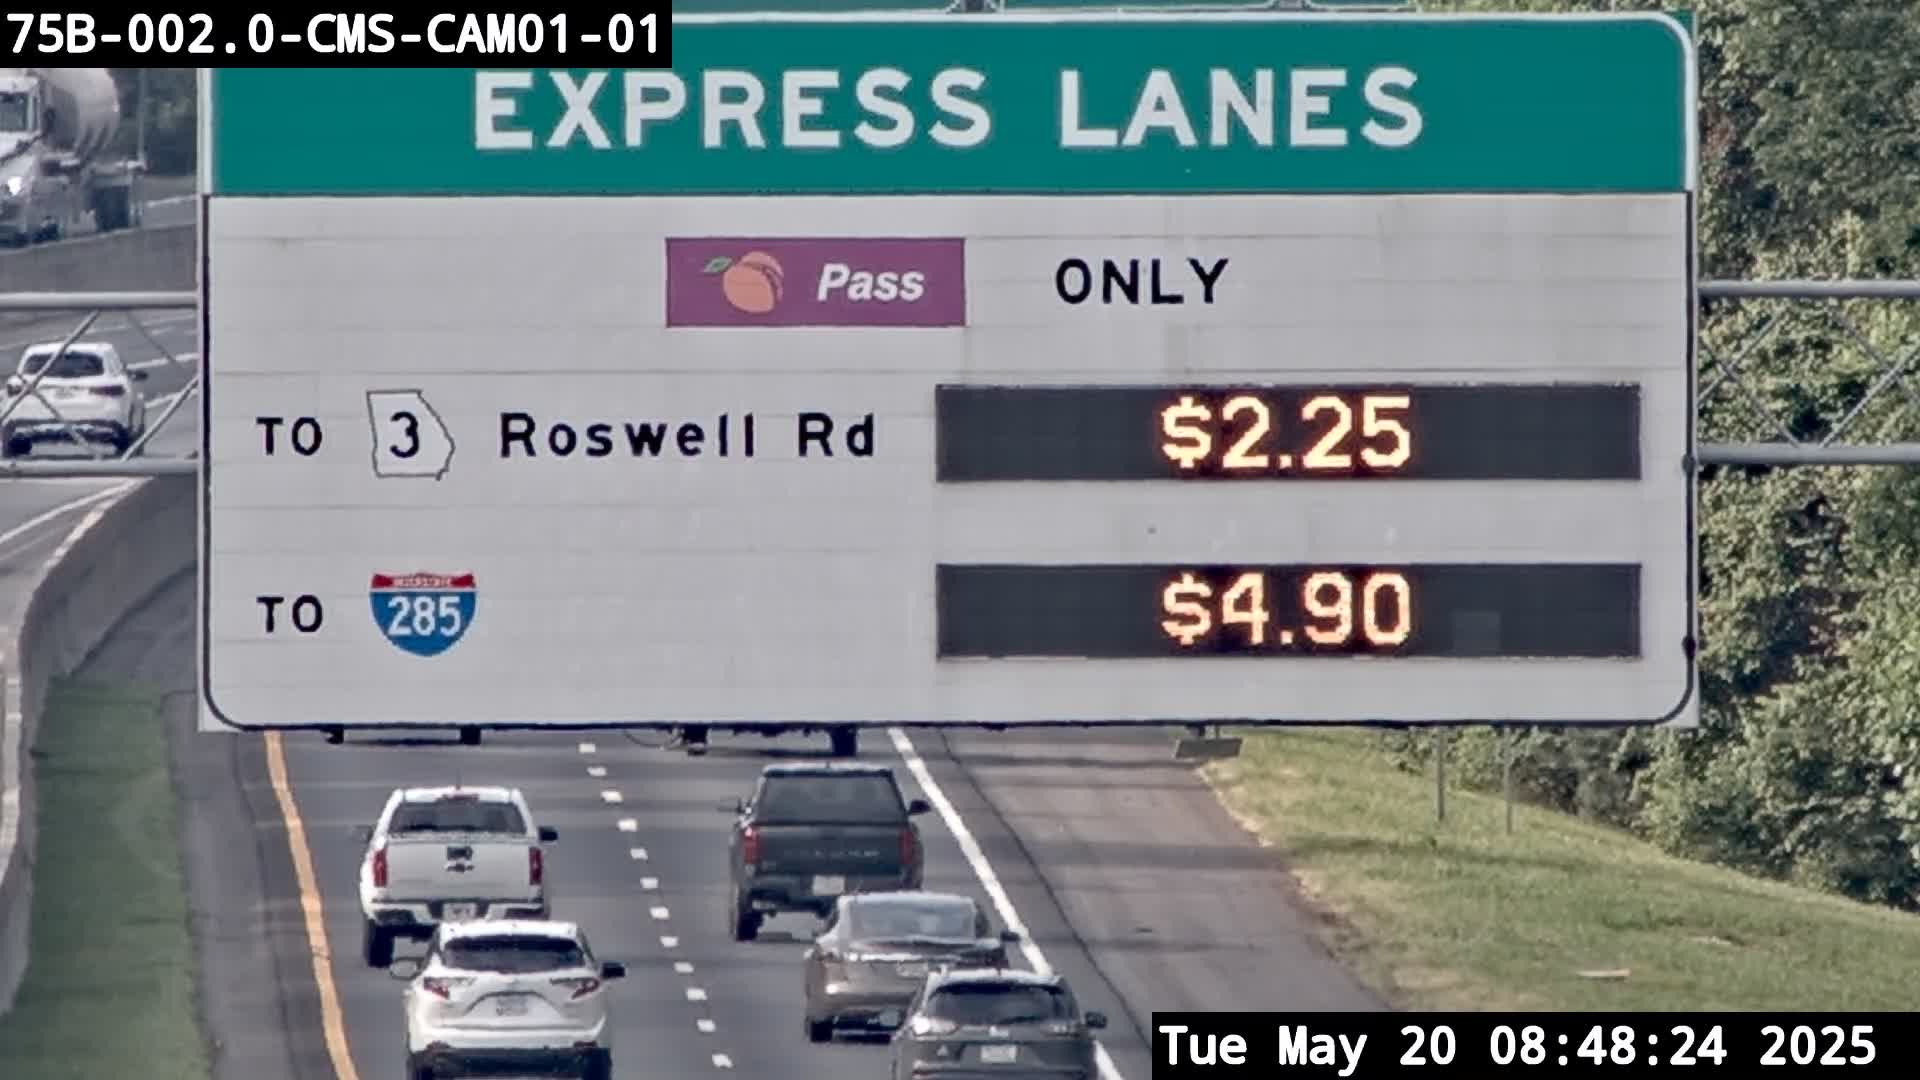 75B-002.0-CMS-CAM01-01
EXPRESS LANES
Pass ONLY
TO 3 Roswell Rd $2.25
INTERSTATE
TO 285 $4.90
Tue May 20 08:48:24 2025